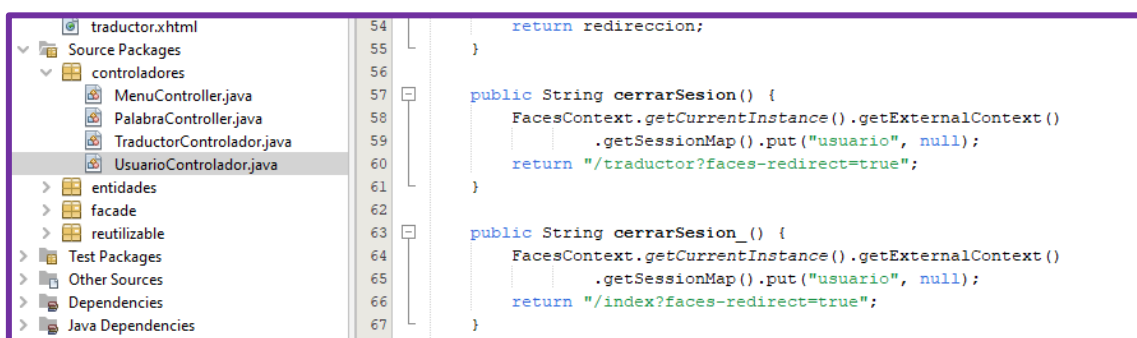 traductor.xhtml
Source Packages
controladores
MenuController.java
PalabraController.java
TraductorControlador.java
UsuarioControlador.java
entidades
facade
reutilizable
Test Packages
Other Sources
Dependencies
Java Dependencies
54 return redireccion;
55 }
56
57 public String cerrarSesion() {
58 FacesContext.getCurrentInstance().getExternalContext()
59 .getSessionMap().put("usuario", null);
60 return "/traductor?faces-redirect=true";
61 }
62
63 public String cerrarSesion_() {
64 FacesContext.getCurrentInstance().getExternalContext()
65 .getSessionMap().put("usuario", null);
66 return "/index?faces-redirect=true";
67 }